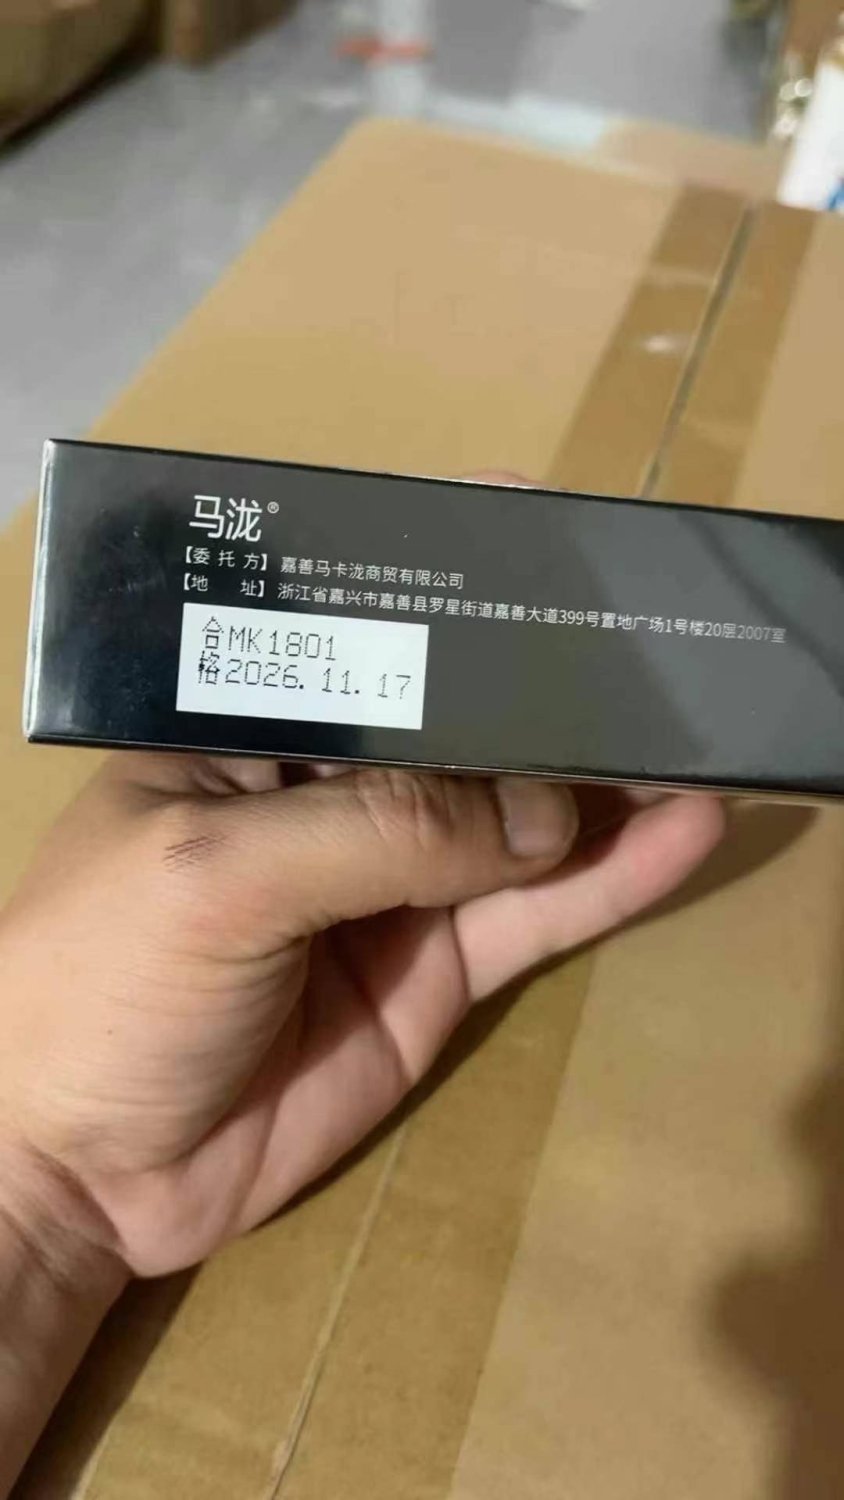 马泷®
【委托方】嘉善马卡泷商贸有限公司
【地 址】浙江省嘉兴市嘉善县罗星街道嘉善大道399号置地广场1号楼20层2007室
合MK1801
格2026.11.17